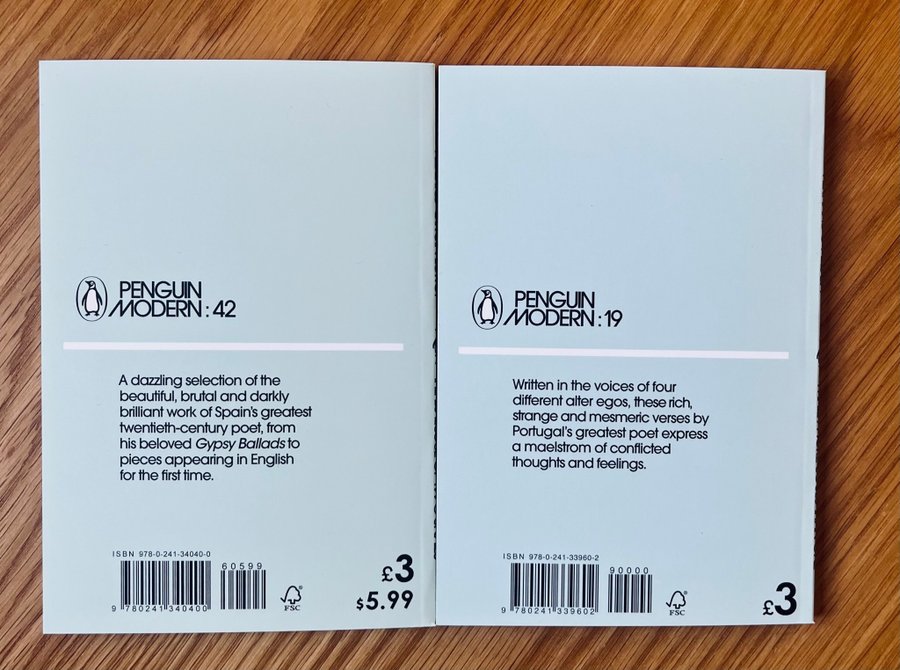 PENGUIN
MODERN : 42
A dazzling selection of the
beautiful, brutal and darkly
brilliant work of Spain's greatest
twentieth-century poet, from
his beloved Gypsy Ballads to
pieces appearing in English
for the first time.
ISBN 978-0-241-34040-0
60599
9 780241 340400
FSC
£3
$5.99
PENGUIN
MODERN : 19
Written in the voices of four
different alter egos, these rich,
strange and mesmeric verses by
Portugal's greatest poet express
a maelstrom of conflicted
thoughts and feelings.
ISBN 978-0-241-33960-2
90000
9 780241 339602
FSC
£3